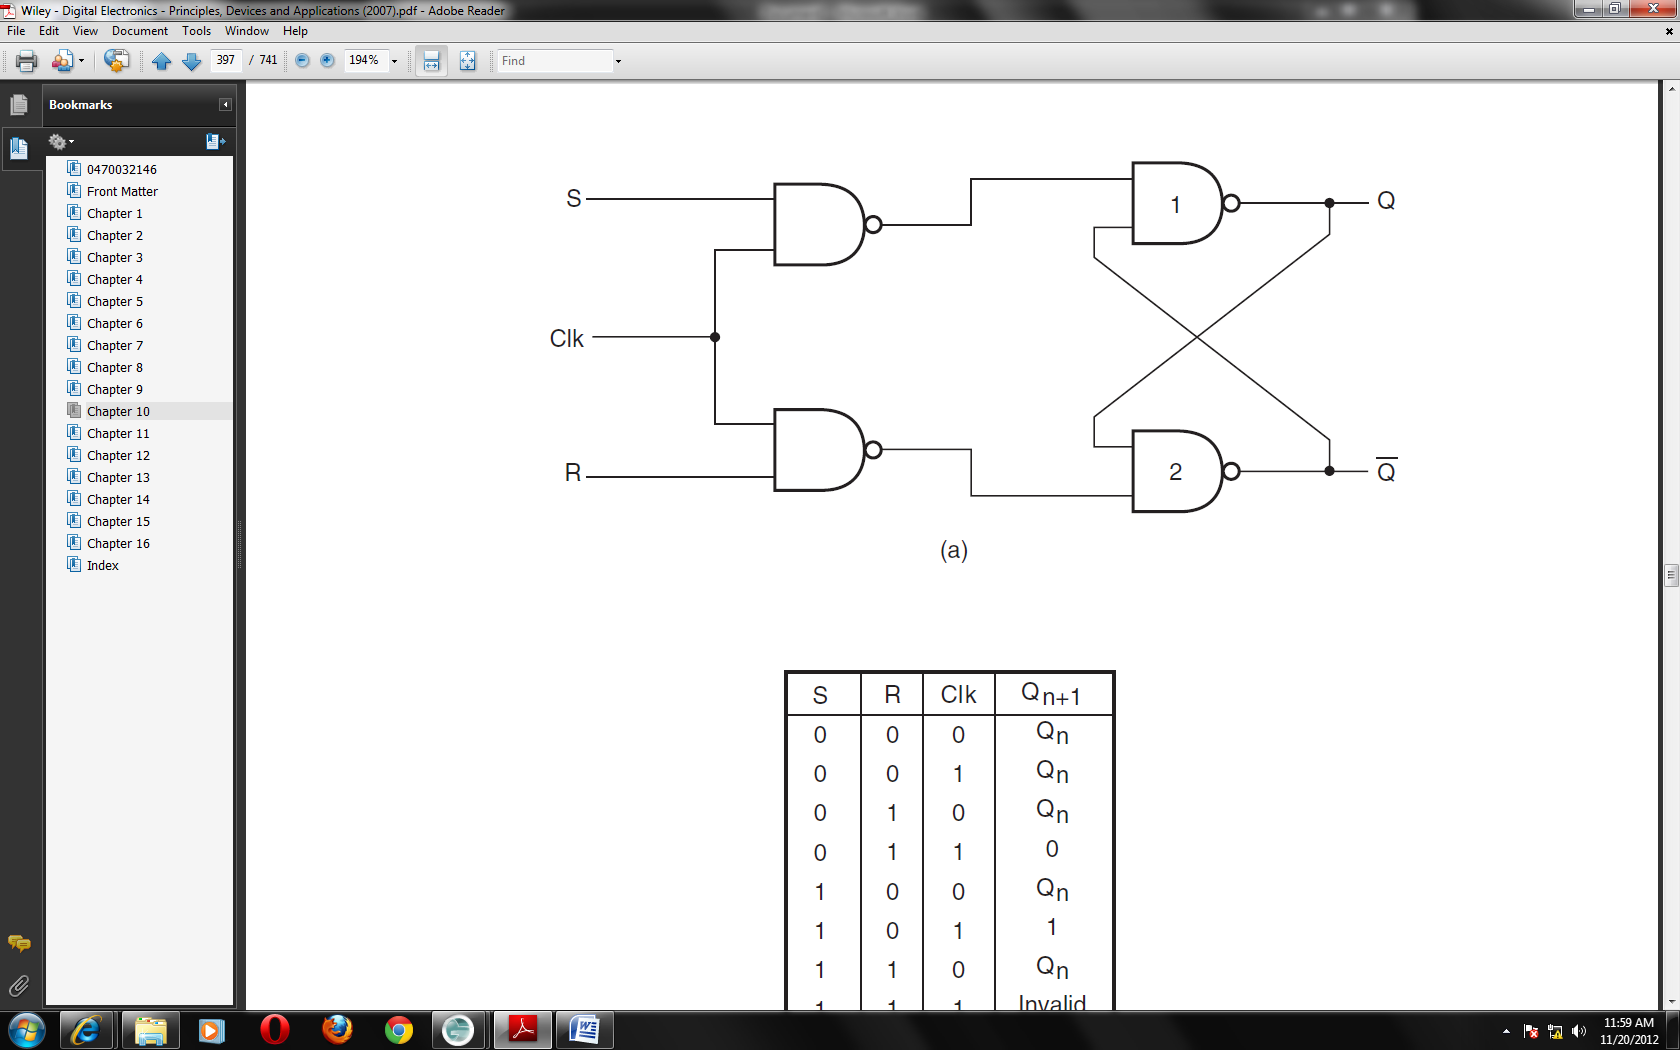 Wiley - Digital Electronics - Principles, Devices and Applications (2007).pdf - Adobe Reader
File Edit View Document Tools Window Help
397 / 741 194% Find
Bookmarks
0470032146
Front Matter
Chapter 1
Chapter 2
Chapter 3
Chapter 4
Chapter 5
Chapter 6
Chapter 7
Chapter 8
Chapter 9
Chapter 10
Chapter 11
Chapter 12
Chapter 13
Chapter 14
Chapter 15
Chapter 16
Index
S 1 Q
Clk
R 2 Q̅
(a)
S R Clk Qn+1
0 0 0 Qn
0 0 1 Qn
0 1 0 Qn
0 1 1 0
1 0 0 Qn
1 0 1 1
1 1 0 Qn
1 1 1 Invalid
11:59 AM
11/20/2012